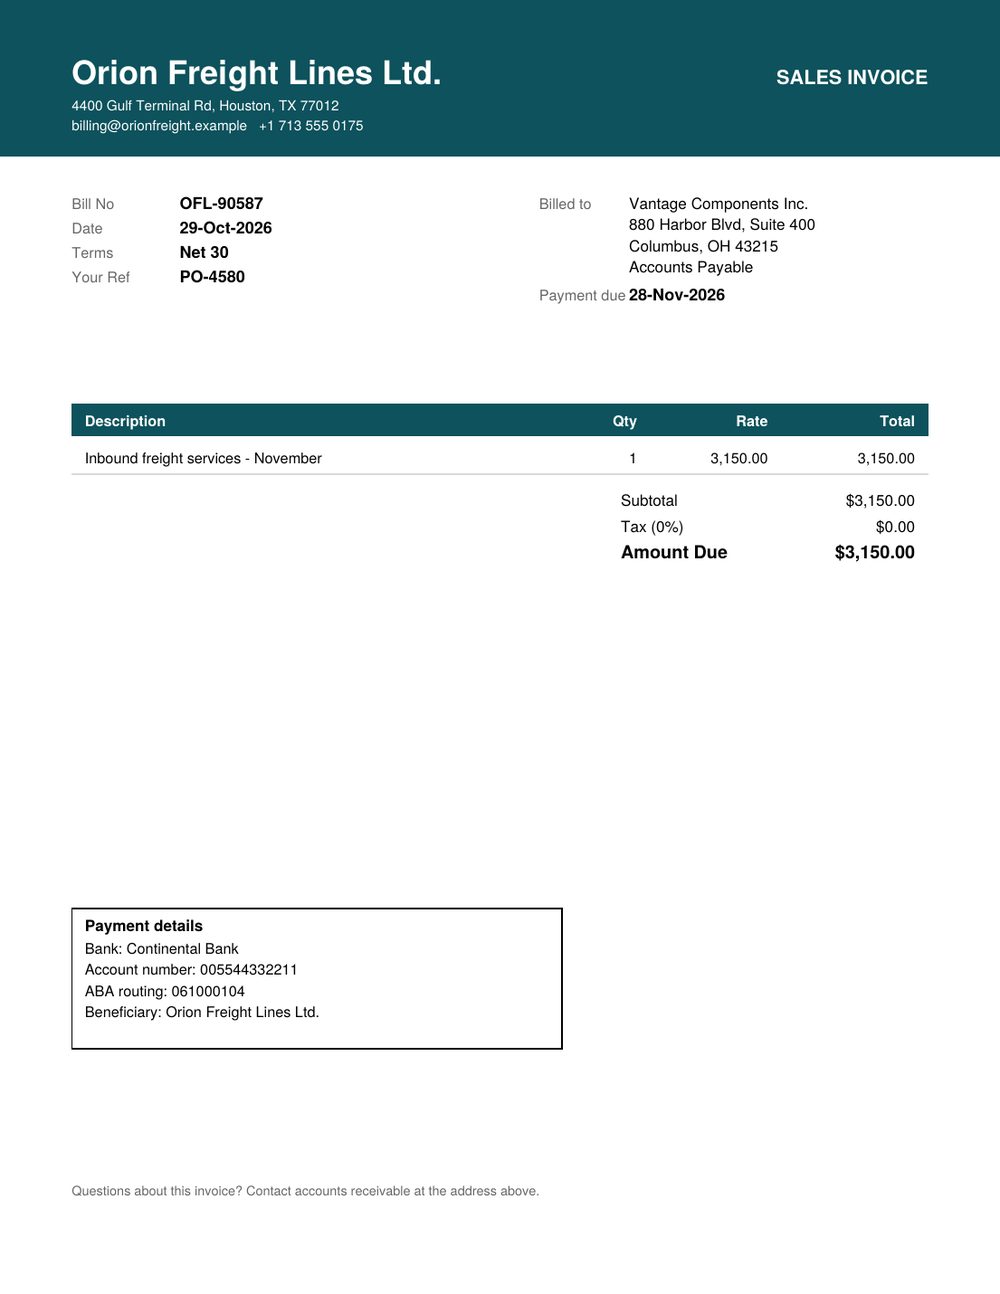 Orion Freight Lines Ltd.
SALES INVOICE
4400 Gulf Terminal Rd, Houston, TX 77012
billing@orionfreight.example +1 713 555 0175
Bill No OFL-90587
Date 29-Oct-2026
Terms Net 30
Your Ref PO-4580
Billed to Vantage Components Inc.
880 Harbor Blvd, Suite 400
Columbus, OH 43215
Accounts Payable
Payment due 28-Nov-2026
Description Qty Rate Total
Inbound freight services - November 1 3,150.00 3,150.00
Subtotal $3,150.00
Tax (0%) $0.00
Amount Due $3,150.00
Payment details
Bank: Continental Bank
Account number: 005544332211
ABA routing: 061000104
Beneficiary: Orion Freight Lines Ltd.
Questions about this invoice? Contact accounts receivable at the address above.